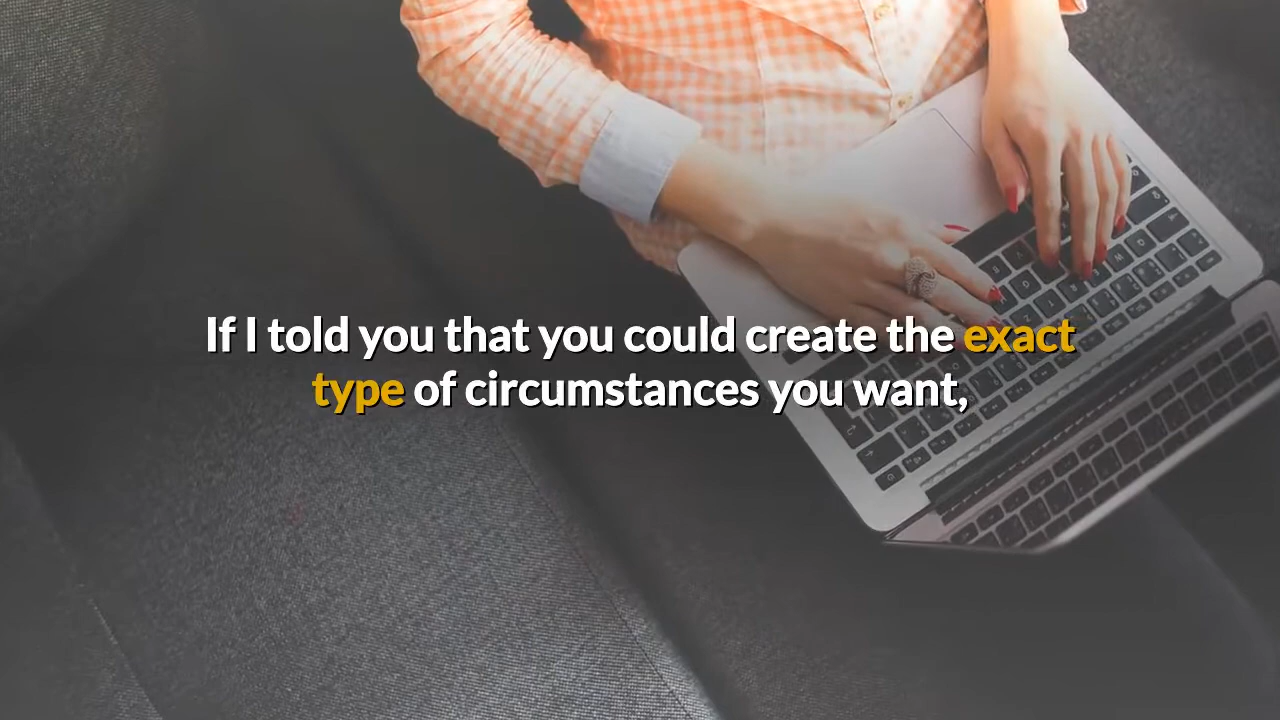 If I told you that you could create the exact
type of circumstances you want,